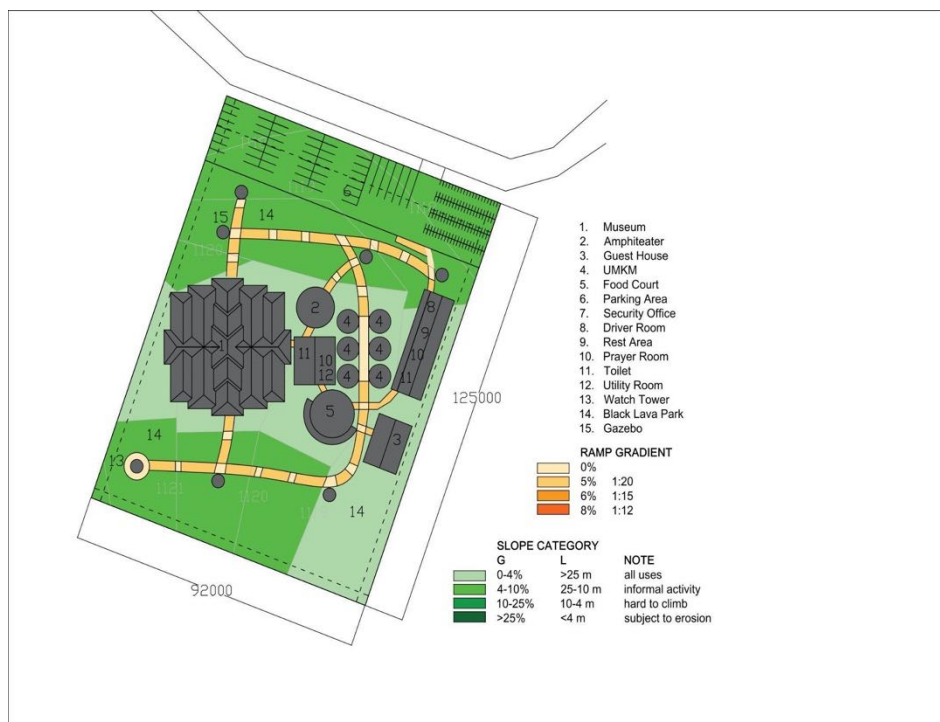 6
15
14
1120
2
8
4 4
9
1
11
10
4 4
10
12
4 4
11
5
125000
3
14
13
1121
1120
14
92000
1. Museum
2. Amphiteater
3. Guest House
4. UMKM
5. Food Court
6. Parking Area
7. Security Office
8. Driver Room
9. Rest Area
10. Prayer Room
11. Toilet
12. Utility Room
13. Watch Tower
14. Black Lava Park
15. Gazebo
RAMP GRADIENT
0%
5% 1:20
6% 1:15
8% 1:12
SLOPE CATEGORY
G L NOTE
0-4% >25 m all uses
4-10% 25-10 m informal activity
10-25% 10-4 m hard to climb
>25% <4 m subject to erosion